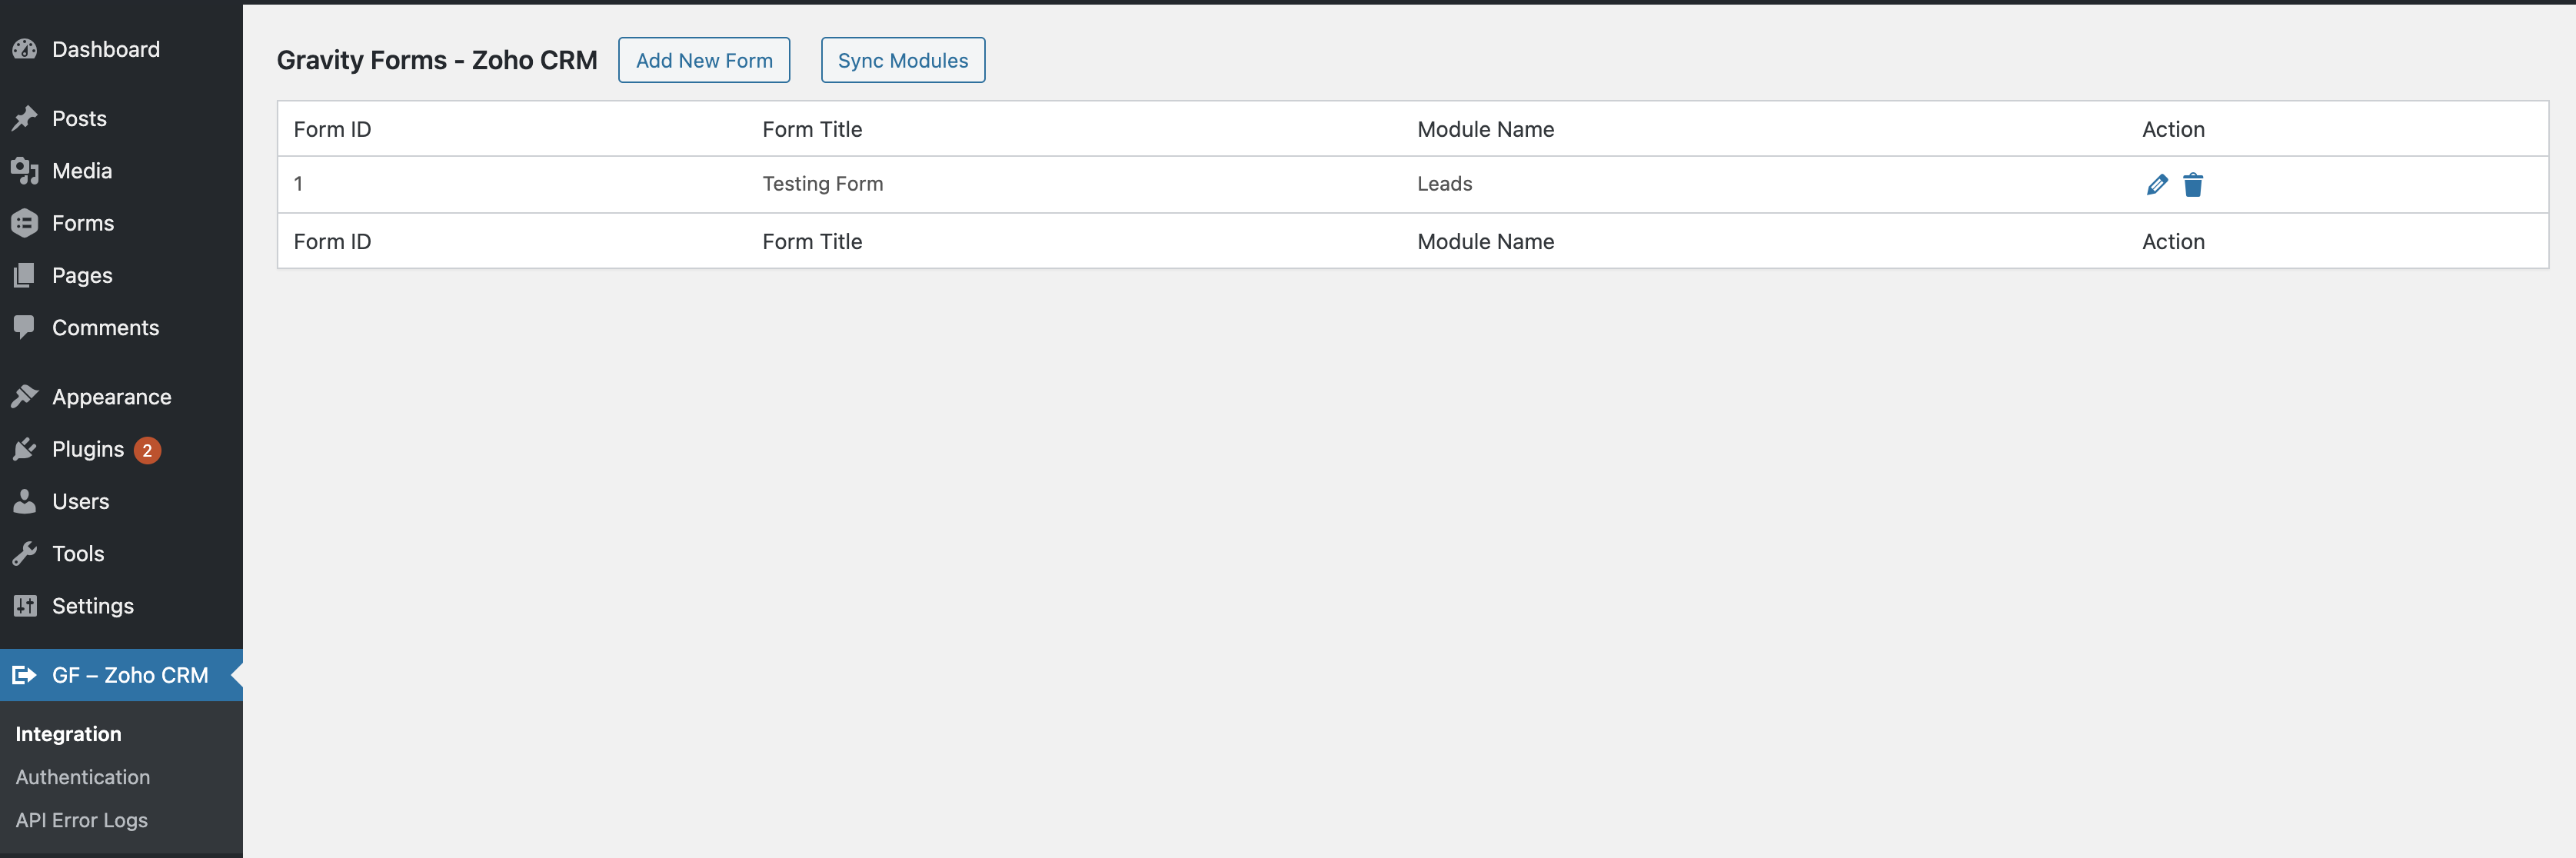 Dashboard
Posts
Media
Forms
Pages
Comments
Appearance
Plugins 2
Users
Tools
Settings
GF – Zoho CRM
Integration
Authentication
API Error Logs
Gravity Forms - Zoho CRM Add New Form Sync Modules
Form ID Form Title Module Name Action
1 Testing Form Leads
Form ID Form Title Module Name Action